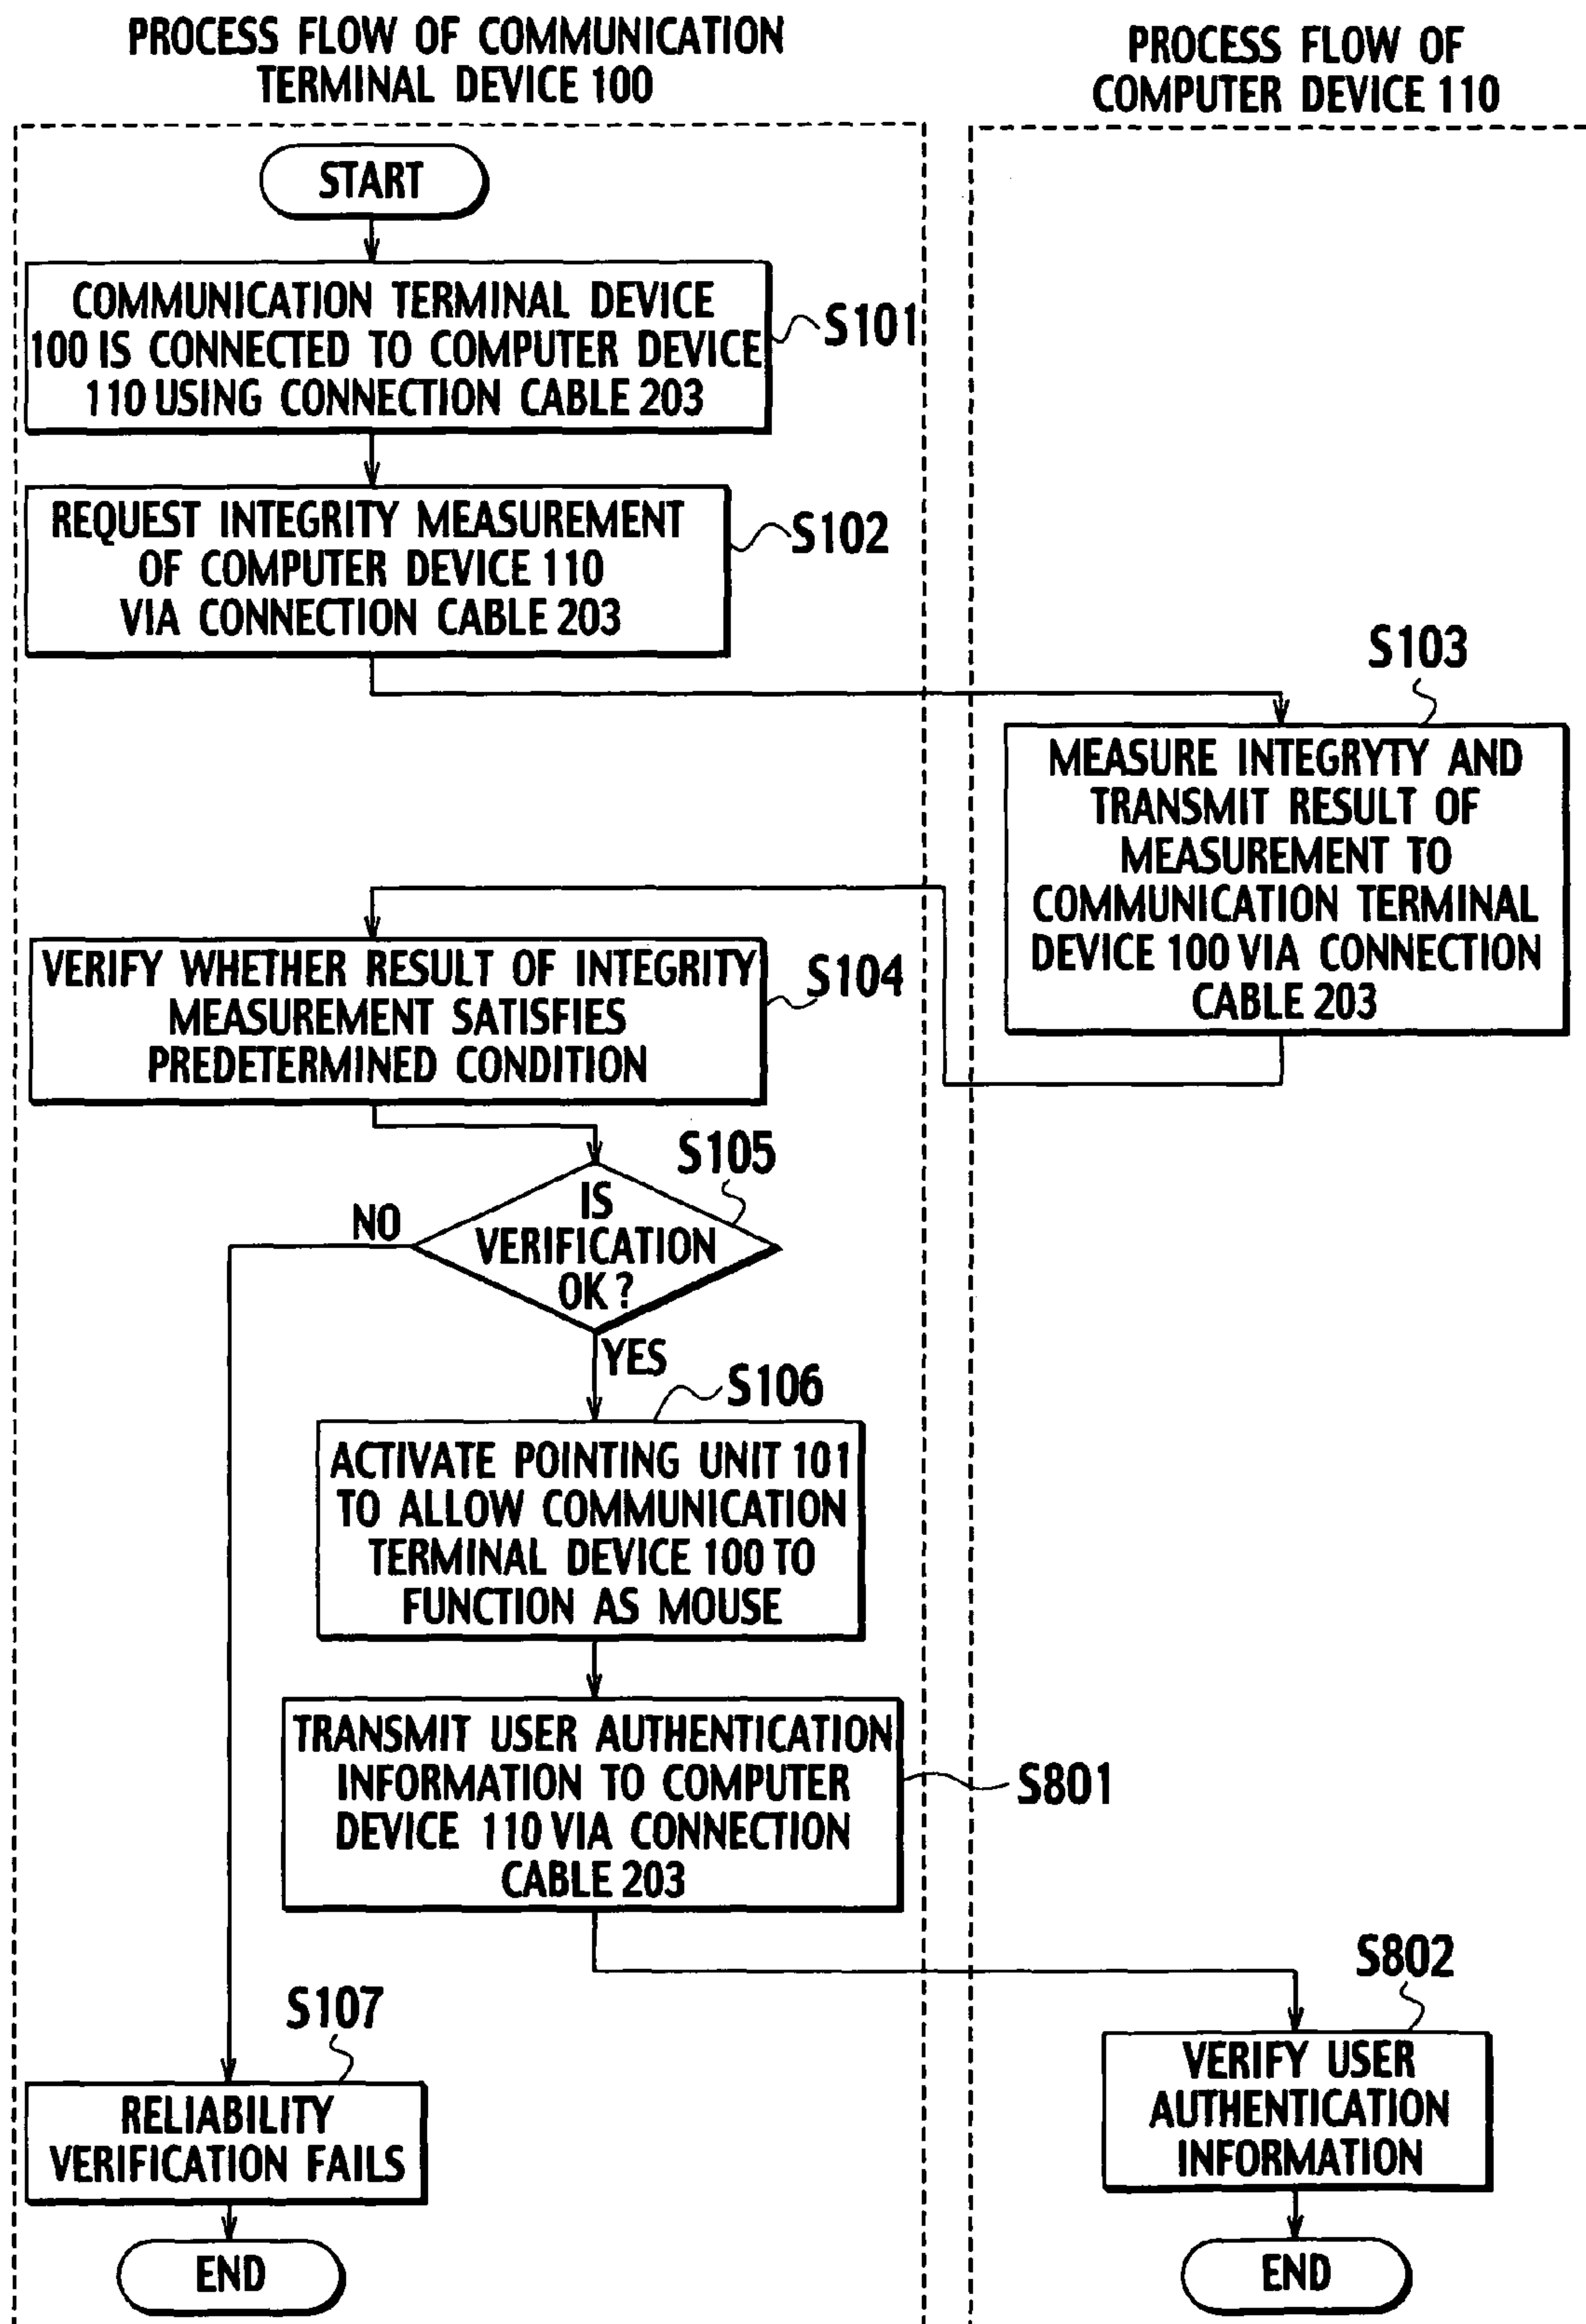 PROCESS FLOW OF COMMUNICATION
TERMINAL DEVICE 100
PROCESS FLOW OF
COMPUTER DEVICE 110
START
COMMUNICATION TERMINAL DEVICE
100 IS CONNECTED TO COMPUTER DEVICE
110 USING CONNECTION CABLE 203
S101
REQUEST INTEGRITY MEASUREMENT
OF COMPUTER DEVICE 110
VIA CONNECTION CABLE 203
S102
S103
MEASURE INTEGRYTY AND
TRANSMIT RESULT OF
MEASUREMENT TO
COMMUNICATION TERMINAL
DEVICE 100 VIA CONNECTION
CABLE 203
VERIFY WHETHER RESULT OF INTEGRITY
MEASUREMENT SATISFIES
PREDETERMINED CONDITION
S104
S105
IS
VERIFICATION
OK?
NO
YES
S106
ACTIVATE POINTING UNIT 101
TO ALLOW COMMUNICATION
TERMINAL DEVICE 100 TO
FUNCTION AS MOUSE
TRANSMIT USER AUTHENTICATION
INFORMATION TO COMPUTER
DEVICE 110 VIA CONNECTION
CABLE 203
S801
S802
VERIFY USER
AUTHENTICATION
INFORMATION
END
S107
RELIABILITY
VERIFICATION FAILS
END